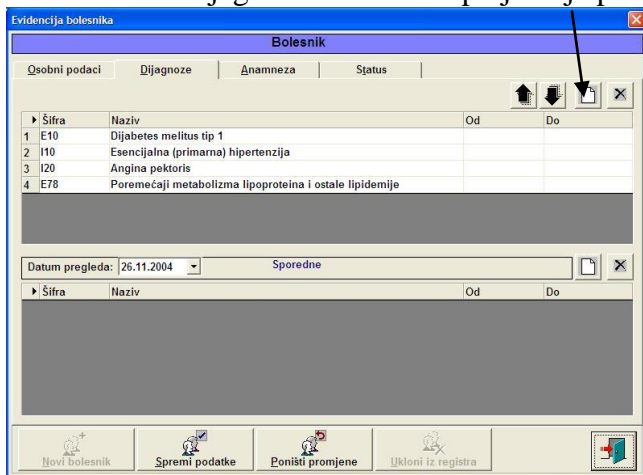 Evidencija bolesnika
Bolesnik
Osobni podaci Dijagnoze Anamneza Status
Šifra Naziv Od Do
1 E10 Dijabetes melitus tip 1
2 I10 Esencijalna (primarna) hipertenzija
3 I20 Angina pektoris
4 E78 Poremećaji metabolizma lipoproteina i ostale lipidemije
Datum pregleda: 26.11.2004 Sporedne
Šifra Naziv Od Do
Novi bolesnik Spremi podatke Poništi promjene Ukloni iz registra